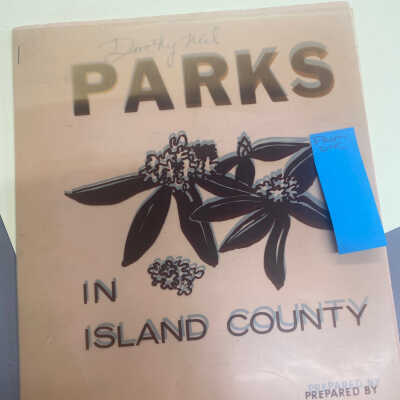 Dorothy Neil
PARKS
IN
ISLAND COUNTY
PREPARED BY